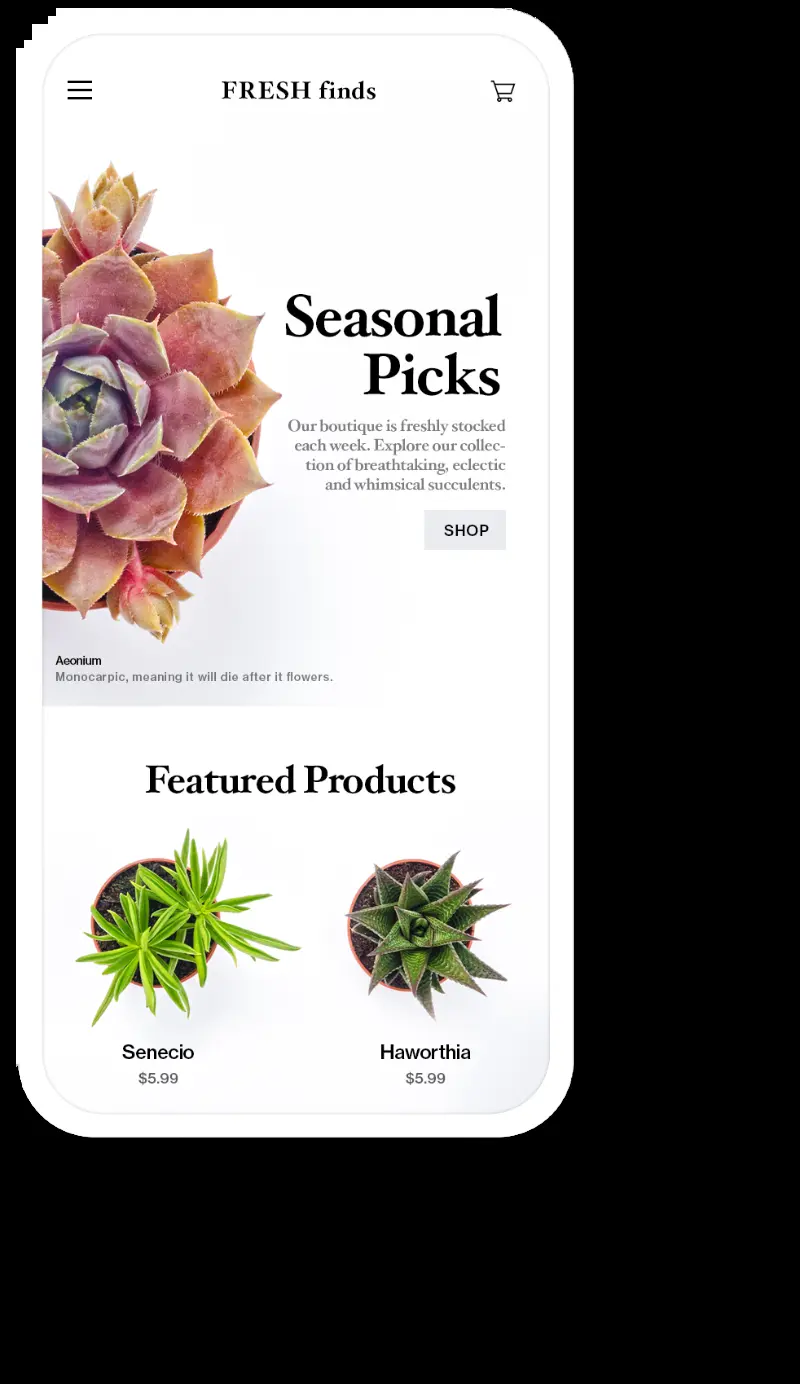 FRESH finds
Seasonal
Picks
Our boutique is freshly stocked
each week. Explore our collec-
tion of breathtaking, eclectic
and whimsical succulents.
SHOP
Aeonium
Monocarpic, meaning it will die after it flowers.
Featured Products
Senecio
Haworthia
$5.99
$5.99